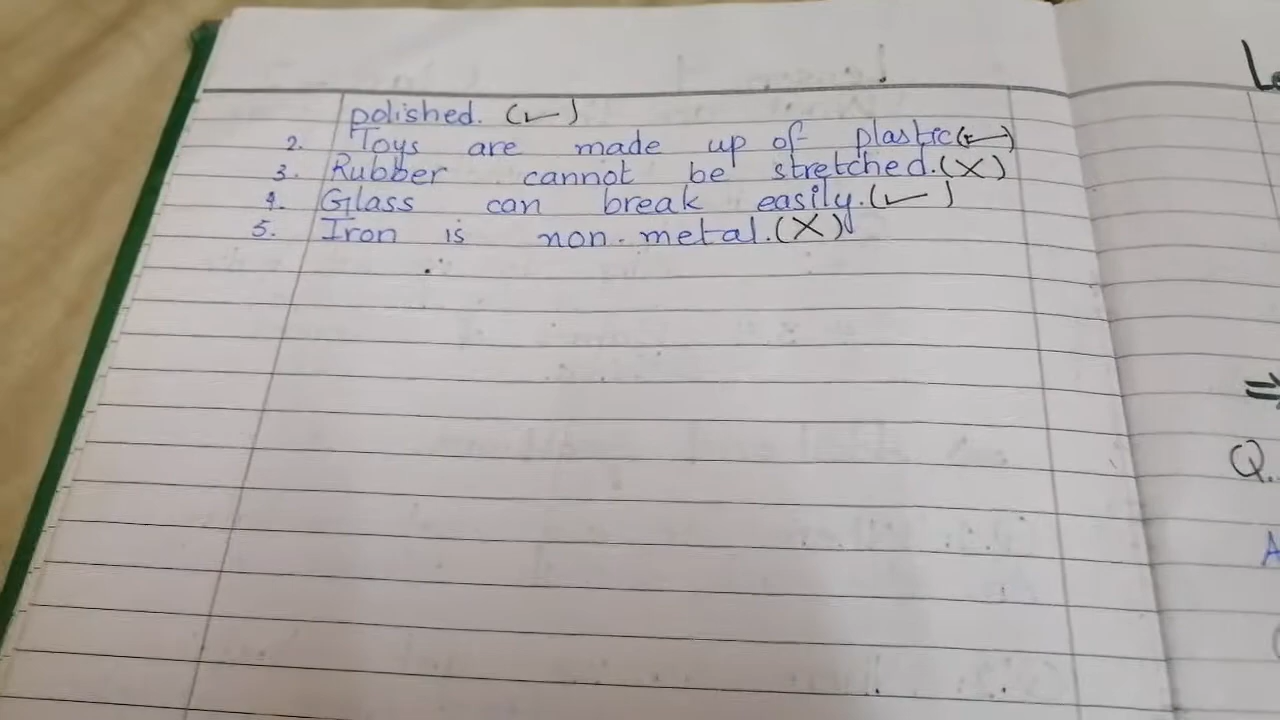 polished. (✓)
2. Toys are made up of plastic(✓)
3. Rubber cannot be stretched.(X)
4. Glass can break easily.(✓)
5. Iron is non-metal.(X)
Q.
A